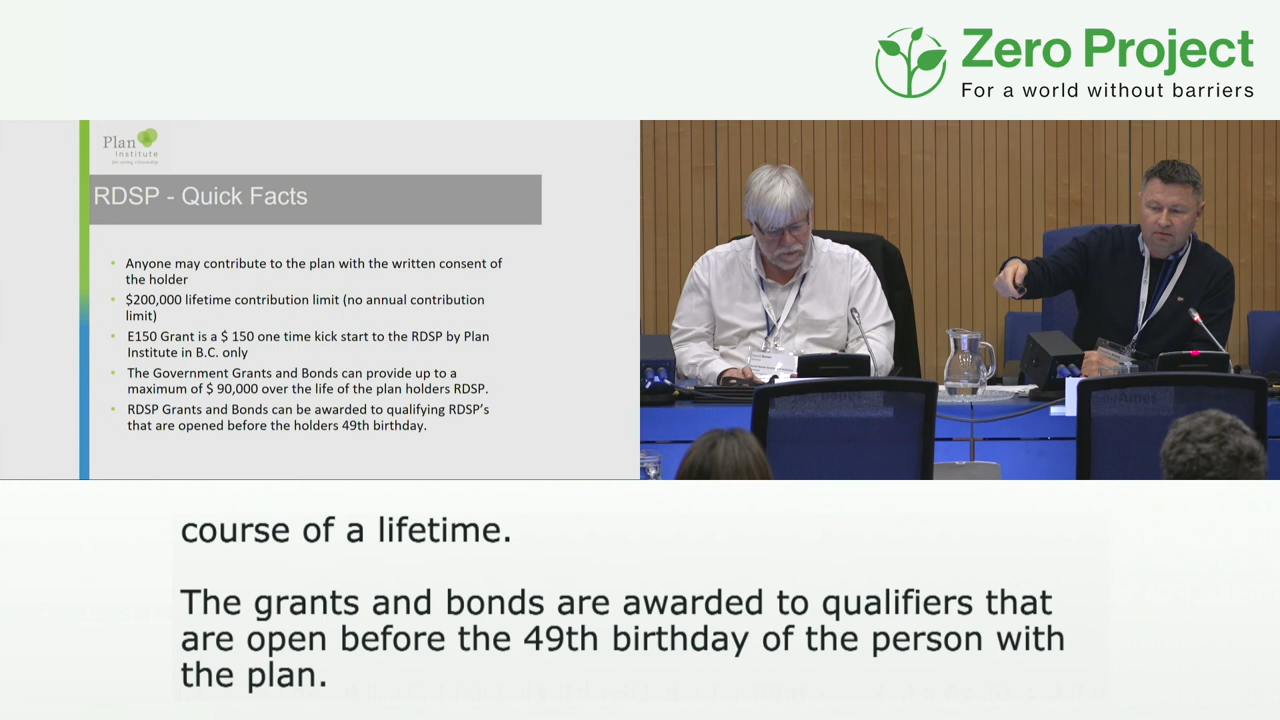 Zero Project
For a world without barriers
Plan
Institute
for caring citizenship
RDSP - Quick Facts
• Anyone may contribute to the plan with the written consent of
the holder
• $200,000 lifetime contribution limit (no annual contribution
limit)
• E150 Grant is a $ 150 one time kick start to the RDSP by Plan
Institute in B.C. only
• The Government Grants and Bonds can provide up to a
maximum of $ 90,000 over the life of the plan holders RDSP.
• RDSP Grants and Bonds can be awarded to qualifying RDSP's
that are opened before the holders 49th birthday.
course of a lifetime.
The grants and bonds are awarded to qualifiers that
are open before the 49th birthday of the person with
the plan.